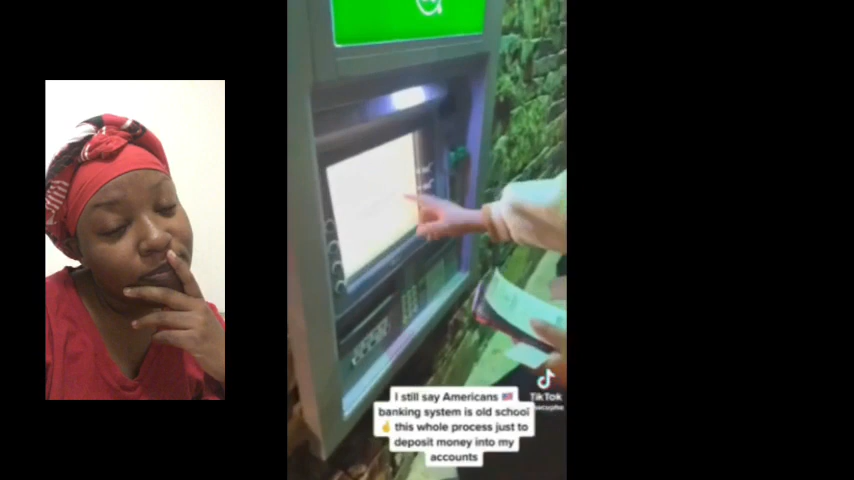 I still say Americans 🇺🇸
banking system is old school
🤞this whole process just to
deposit money into my
accounts
TikTok